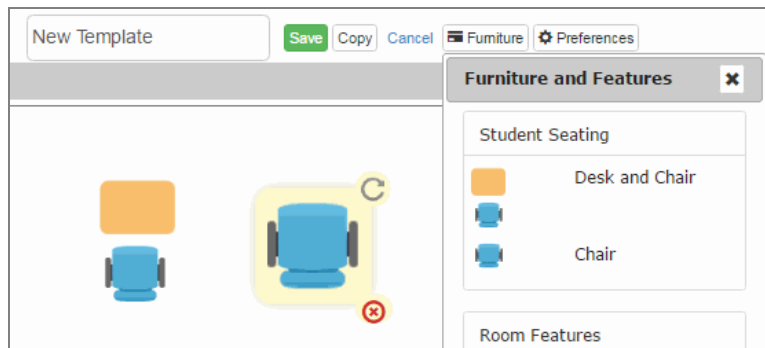 New Template
Save Copy Cancel Furniture Preferences
Furniture and Features
Student Seating
Desk and Chair
Chair
Room Features